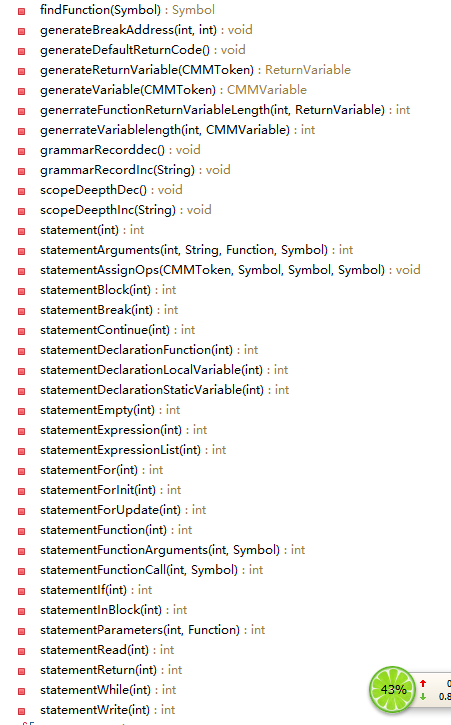 findFunction(Symbol) : Symbol
generateBreakAddress(int, int) : void
generateDefaultReturnCode() : void
generateReturnVariable(CMMToken) : ReturnVariable
generateVariable(CMMToken) : CMMVariable
generrateFunctionReturnVariableLength(int, ReturnVariable) : int
generrateVariablelength(int, CMMVariable) : int
grammarRecorddec() : void
grammarRecordInc(String) : void
scopeDeepthDec() : void
scopeDeepthInc(String) : void
statement(int) : int
statementArguments(int, String, Function, Symbol) : int
statementAssignOps(CMMToken, Symbol, Symbol, Symbol) : void
statementBlock(int) : int
statementBreak(int) : int
statementContinue(int) : int
statementDeclarationFunction(int) : int
statementDeclarationLocalVariable(int) : int
statementDeclarationStaticVariable(int) : int
statementEmpty(int) : int
statementExpression(int) : int
statementExpressionList(int) : int
statementFor(int) : int
statementForInit(int) : int
statementForUpdate(int) : int
statementFunction(int) : int
statementFunctionArguments(int, Symbol) : int
statementFunctionCall(int, Symbol) : int
statementIf(int) : int
statementInBlock(int) : int
statementParameters(int, Function) : int
statementRead(int) : int
statementReturn(int) : int
statementWhile(int) : int
statementWrite(int) : int
43%
0
0.8